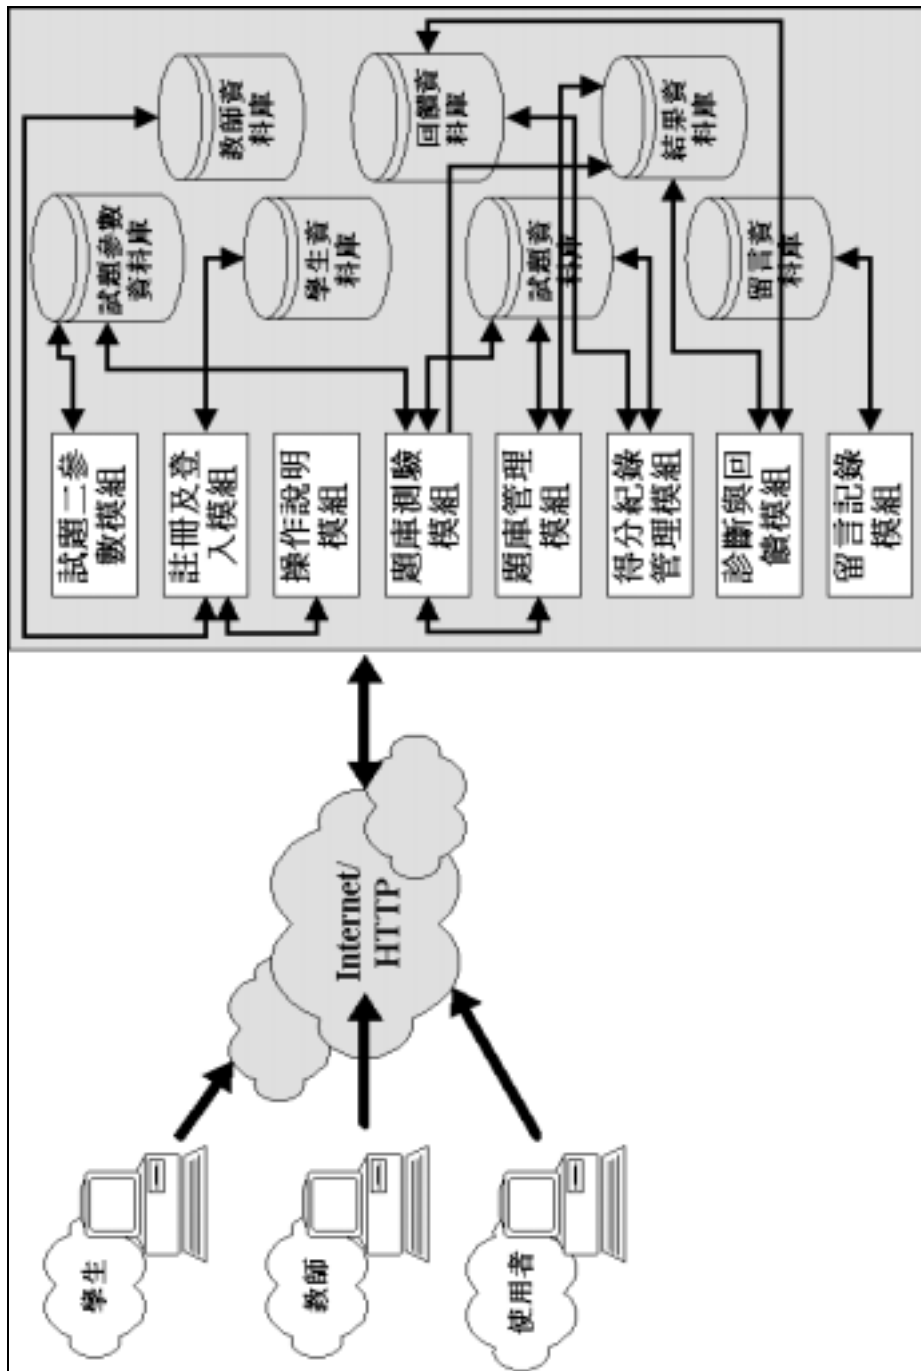 學生
教師
使用者
Internet/
HTTP
試題二參
數模組
註冊及登
入模組
操作說明
模組
題庫測驗
模組
題庫管理
模組
得分紀錄
管理模組
診斷與回
饋模組
留言記錄
模組
試題參數
資料庫
學生資
料庫
試題資
料庫
留言資
料庫
教師資
料庫
回饋資
料庫
結果資
料庫